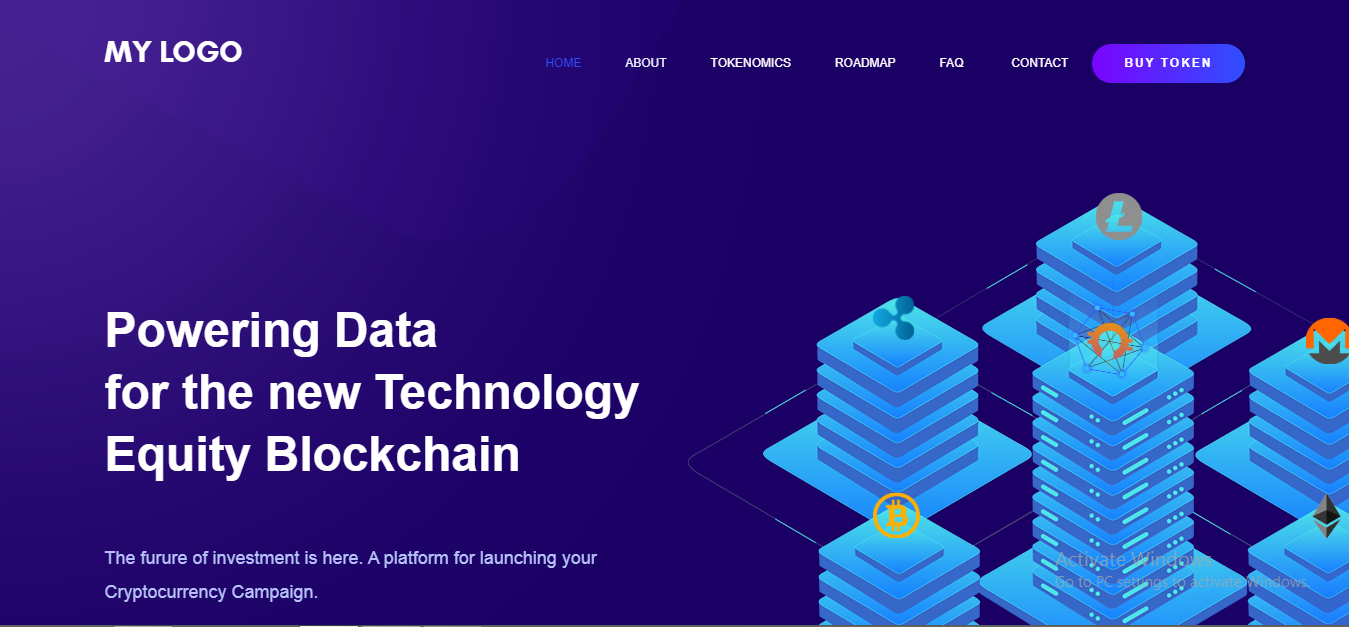 MY LOGO
HOME ABOUT TOKENOMICS ROADMAP FAQ CONTACT BUY TOKEN
Powering Data
for the new Technology
Equity Blockchain
The furure of investment is here. A platform for launching your
Cryptocurrency Campaign.
Activate Windows
Go to PC settings to activate Windows.